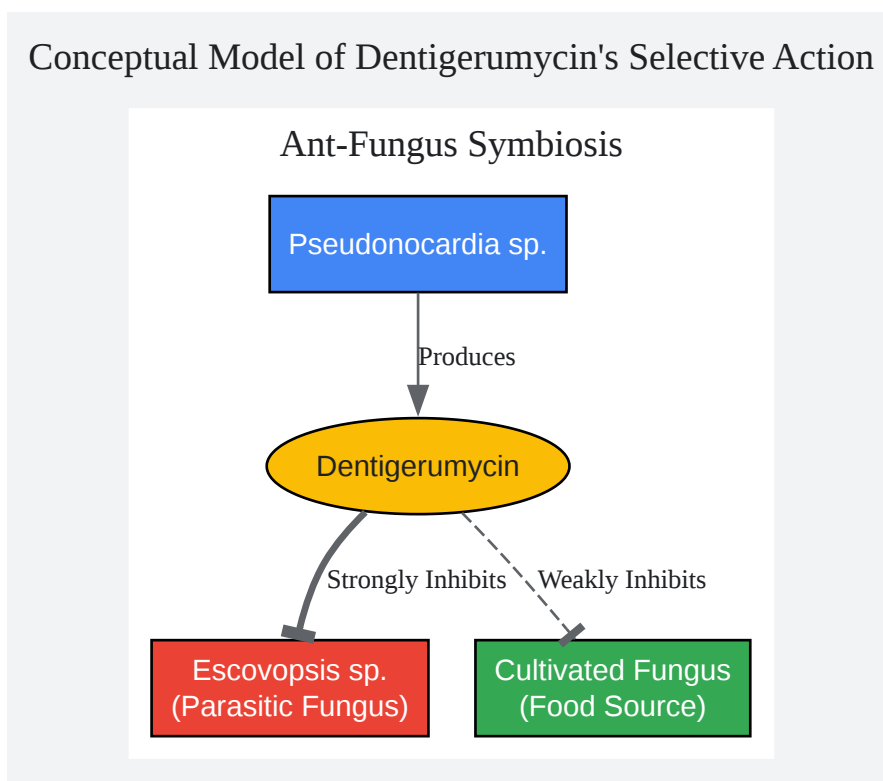 Conceptual Model of Dentigerumycin's Selective Action
Ant-Fungus Symbiosis
Pseudonocardia sp.
Produces
Dentigerumycin
Strongly Inhibits
Weakly Inhibits
Escovopsis sp.
(Parasitic Fungus)
Cultivated Fungus
(Food Source)